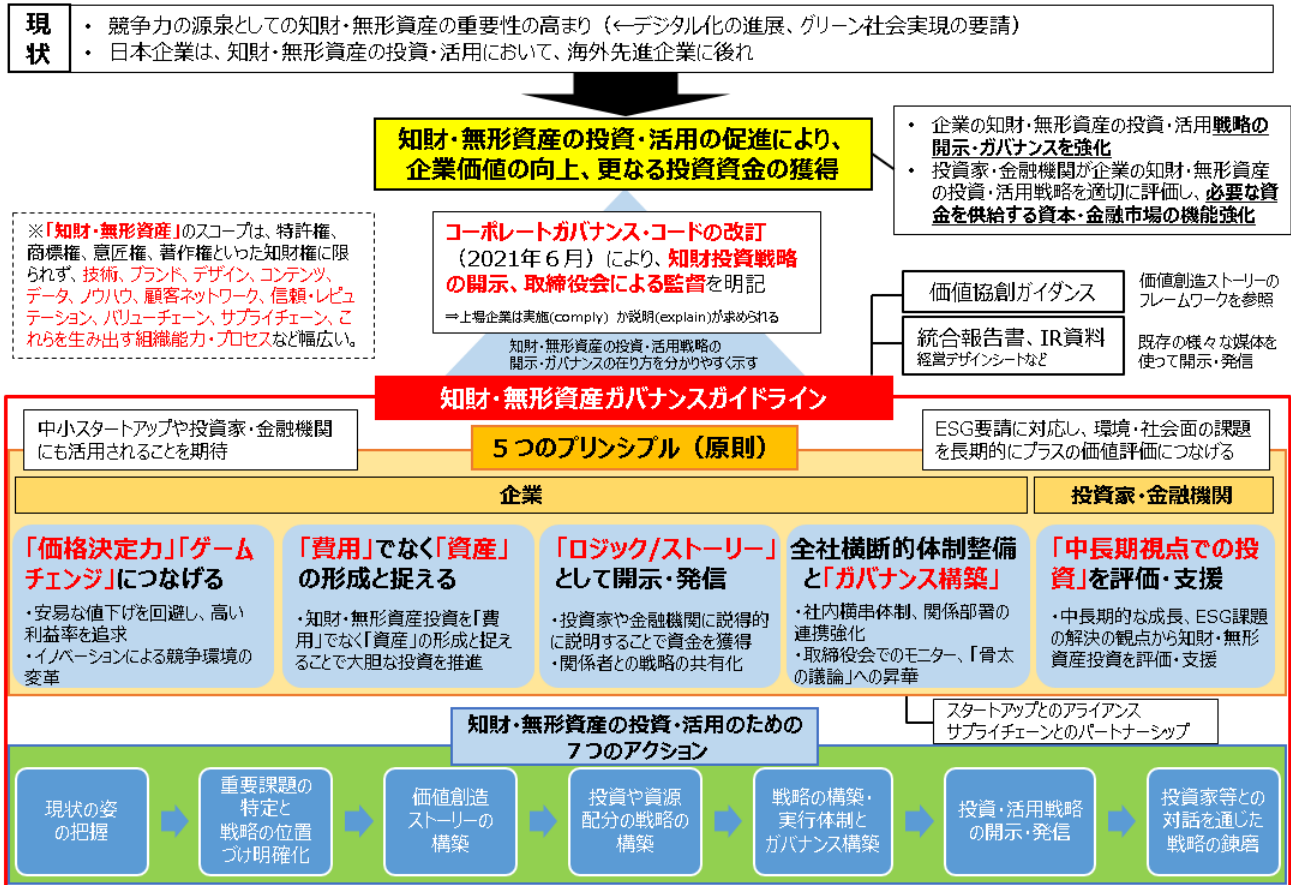 現
状
・ 競争力の源泉としての知財・無形資産の重要性の高まり（←デジタル化の進展、グリーン社会実現の要請）
・ 日本企業は、知財・無形資産の投資・活用において、海外先進企業に後れ
知財・無形資産の投資・活用の促進により、
企業価値の向上、更なる投資資金の獲得
・ 企業の知財・無形資産の投資・活用戦略の
開示・ガバナンスを強化
・ 投資家・金融機関が企業の知財・無形資産
の投資・活用戦略を適切に評価し、必要な資
金を供給する資本・金融市場の機能強化
※「知財・無形資産」のスコープは、特許権、
商標権、意匠権、著作権といった知財権に限
られず、技術、ブランド、デザイン、コンテンツ、
データ、ノウハウ、顧客ネットワーク、信頼・レピュ
テーション、バリューチェーン、サプライチェーン、こ
れらを生み出す組織能力・プロセスなど幅広い。
コーポレートガバナンス・コードの改訂
（2021年６月）により、知財投資戦略
の開示、取締役会による監督を明記
⇒上場企業は実施(comply) か説明(explain)が求められる
価値協創ガイダンス
価値創造ストーリーの
フレームワークを参照
統合報告書、IR資料
経営デザインシートなど
既存の様々な媒体を
使って開示・発信
知財・無形資産の投資・活用戦略の
開示・ガバナンスの在り方を分かりやすく示す
知財・無形資産ガバナンスガイドライン
中小スタートアップや投資家・金融機関
にも活用されることを期待
５つのプリンシプル（原則）
ESG要請に対応し、環境・社会面の課題
を長期的にプラスの価値評価につなげる
企業
投資家・金融機関
「価格決定力」「ゲーム
チェンジ」につなげる
・安易な値下げを回避し、高い
利益率を追求
・イノベーションによる競争環境の
変革
「費用」でなく「資産」
の形成と捉える
・知財・無形資産投資を「費
用」でなく「資産」の形成と捉え
ることで大胆な投資を推進
「ロジック/ストーリー」
として開示・発信
・投資家や金融機関に説得的
に説明することで資金を獲得
・関係者との戦略の共有化
全社横断的体制整備
と「ガバナンス構築」
・社内横串体制、関係部署の
連携強化
・取締役会でのモニター、「骨太
の議論」への昇華
「中長期視点での投
資」を評価・支援
・中長期的な成長、ESG課題
の解決の観点から知財・無形
資産投資を評価・支援
スタートアップとのアライアンス
サプライチェーンとのパートナーシップ
知財・無形資産の投資・活用のための
７つのアクション
現状の姿
の把握
重要課題の
特定と
戦略の位置
づけ明確化
価値創造
ストーリーの
構築
投資や資源
配分の戦略の
構築
戦略の構築・
実行体制と
ガバナンス構築
投資・活用戦略
の開示・発信
投資家等との
対話を通じた
戦略の錬磨